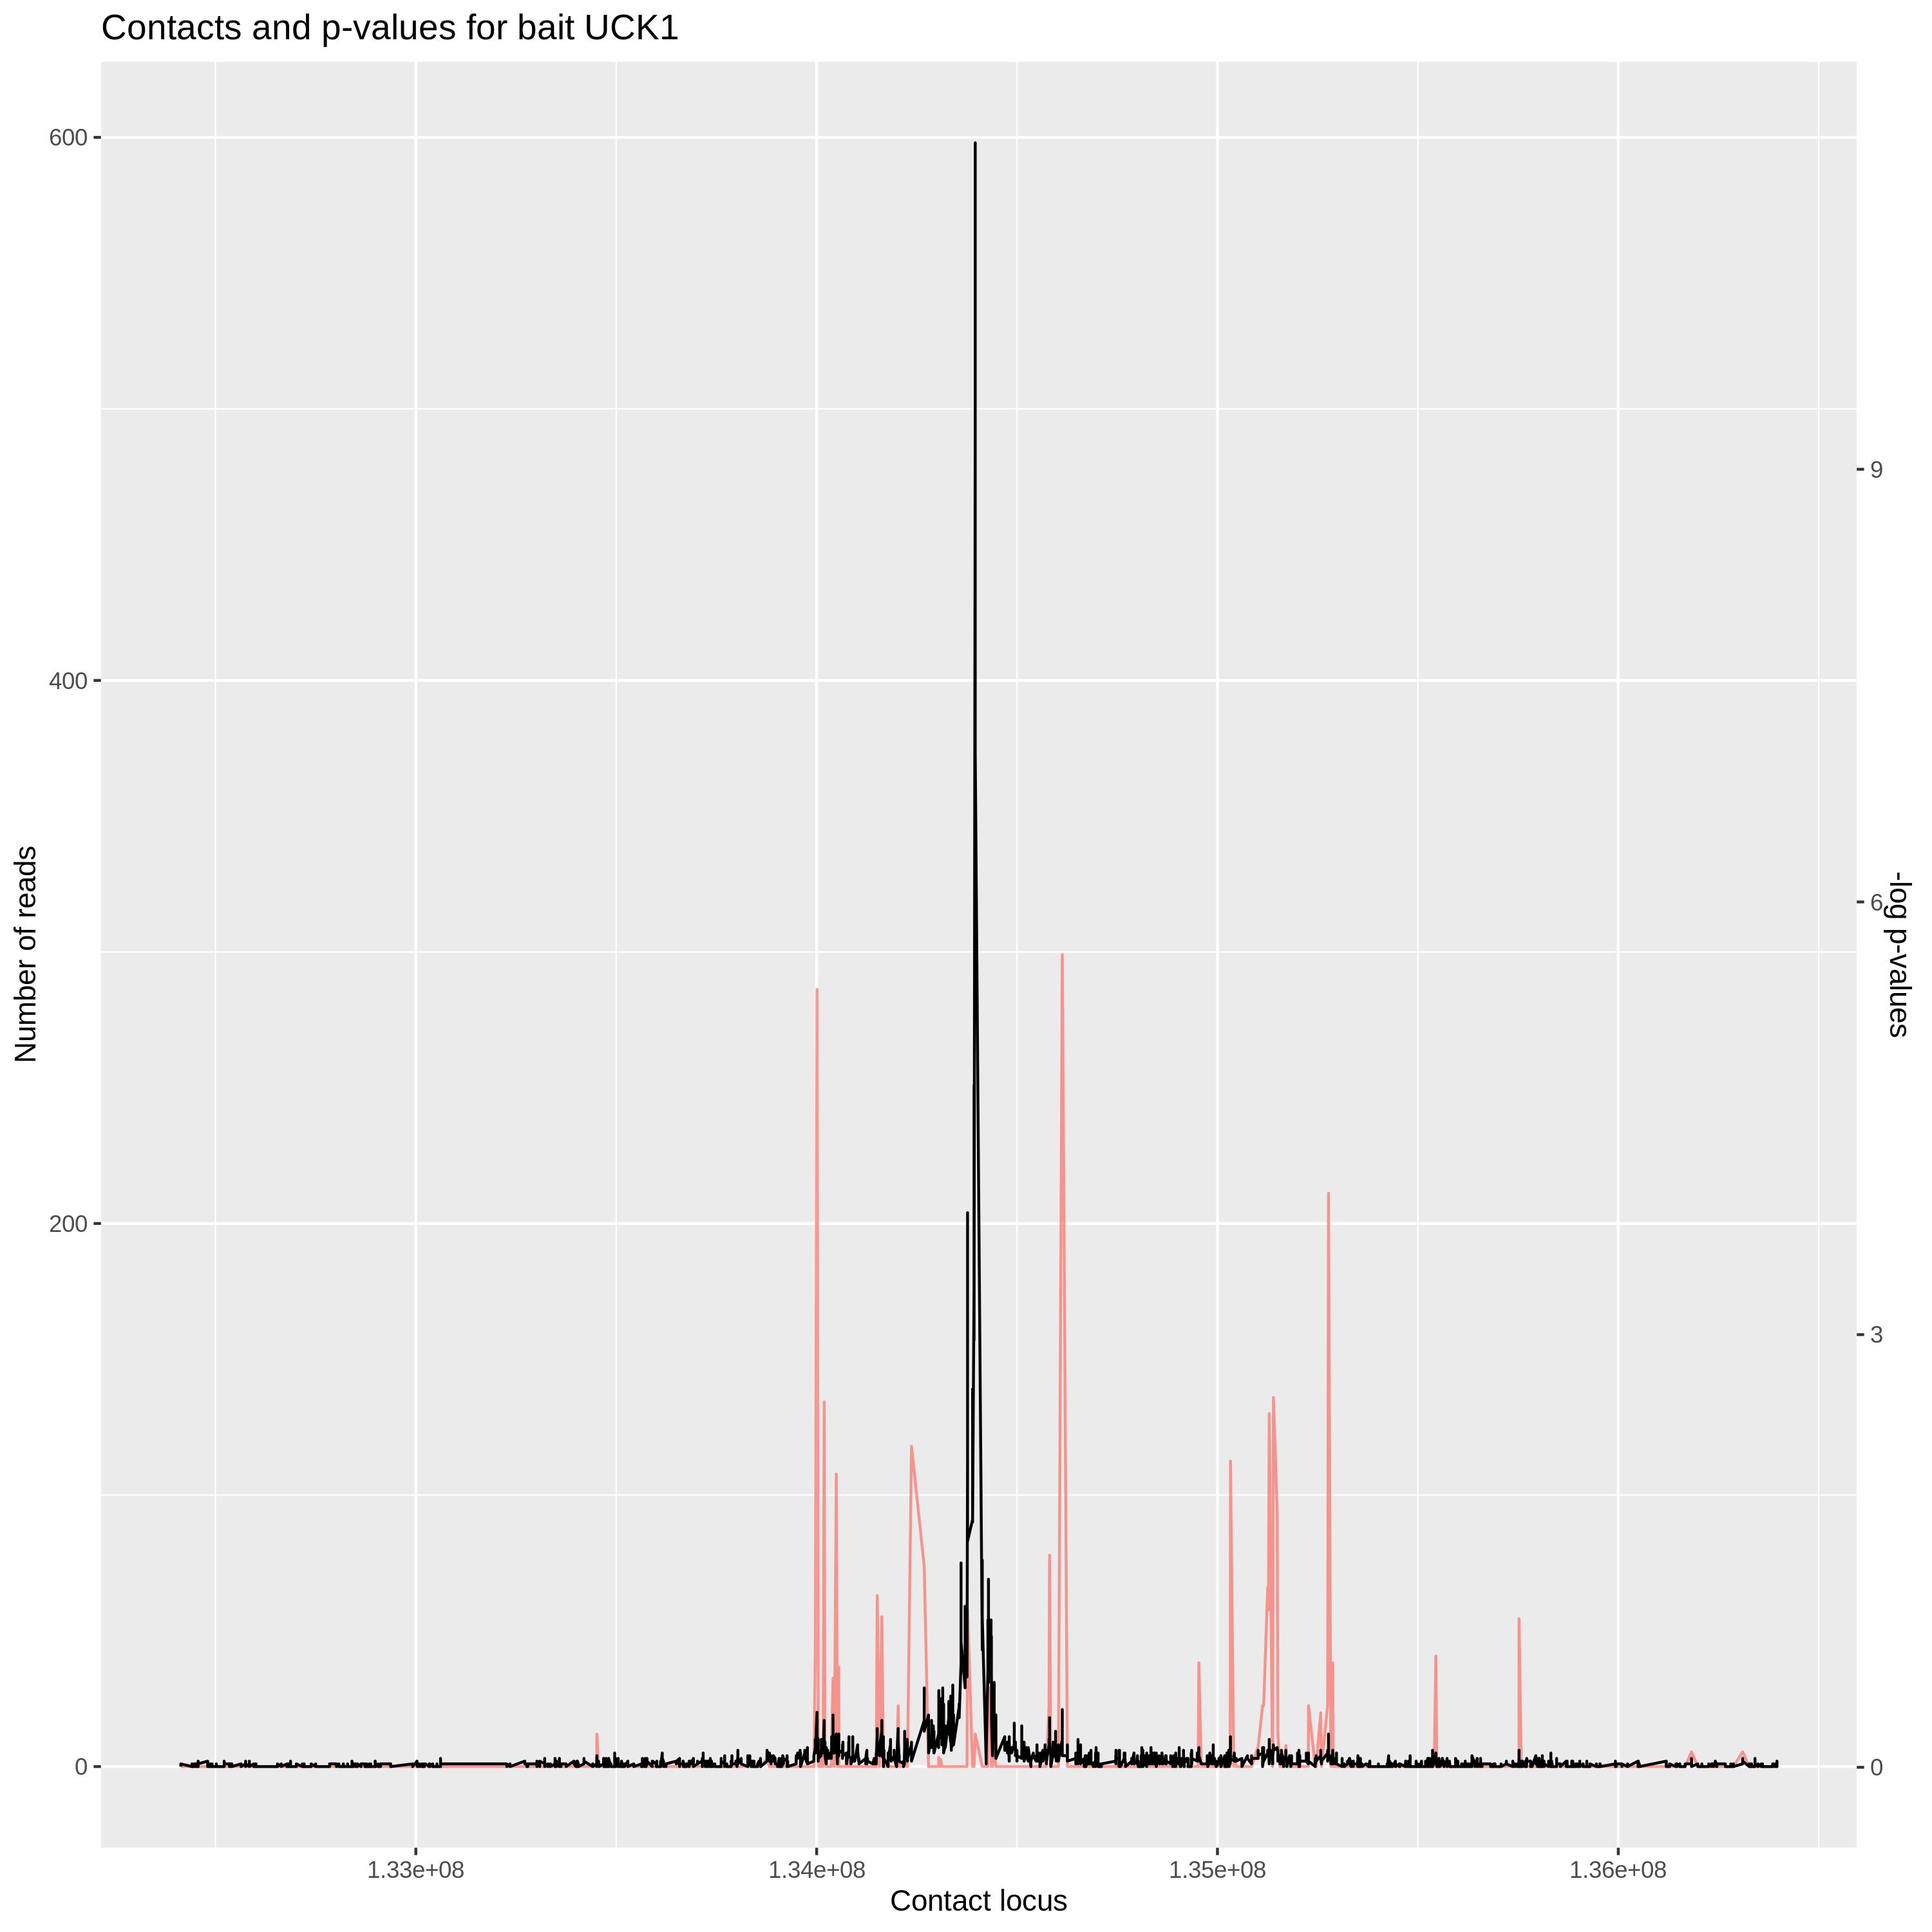 Contacts and p-values for bait UCK1
600
400
200
0
Number of reads
9
6
3
0
-log p-values
1.33e+08
1.34e+08
1.35e+08
1.36e+08
Contact locus